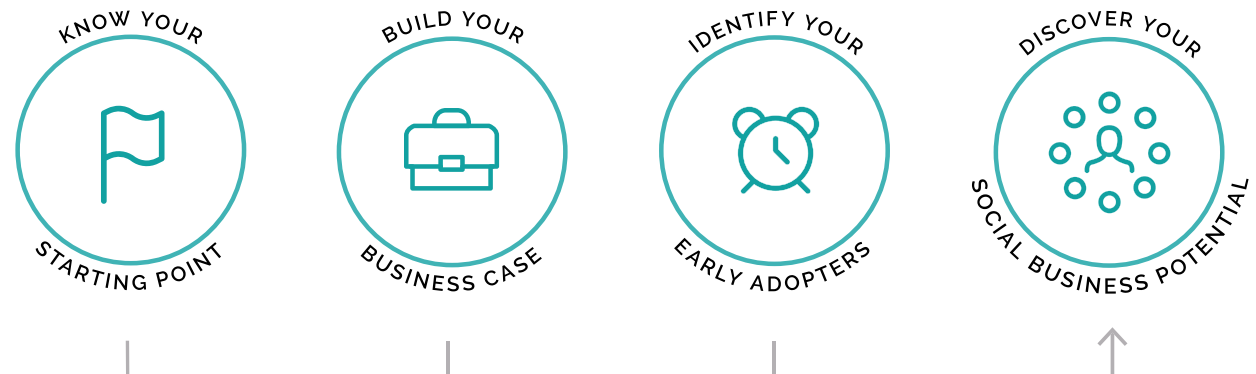 KNOW YOUR
STARTING POINT
BUILD YOUR
BUSINESS CASE
IDENTIFY YOUR
EARLY ADOPTERS
DISCOVER YOUR
SOCIAL BUSINESS POTENTIAL